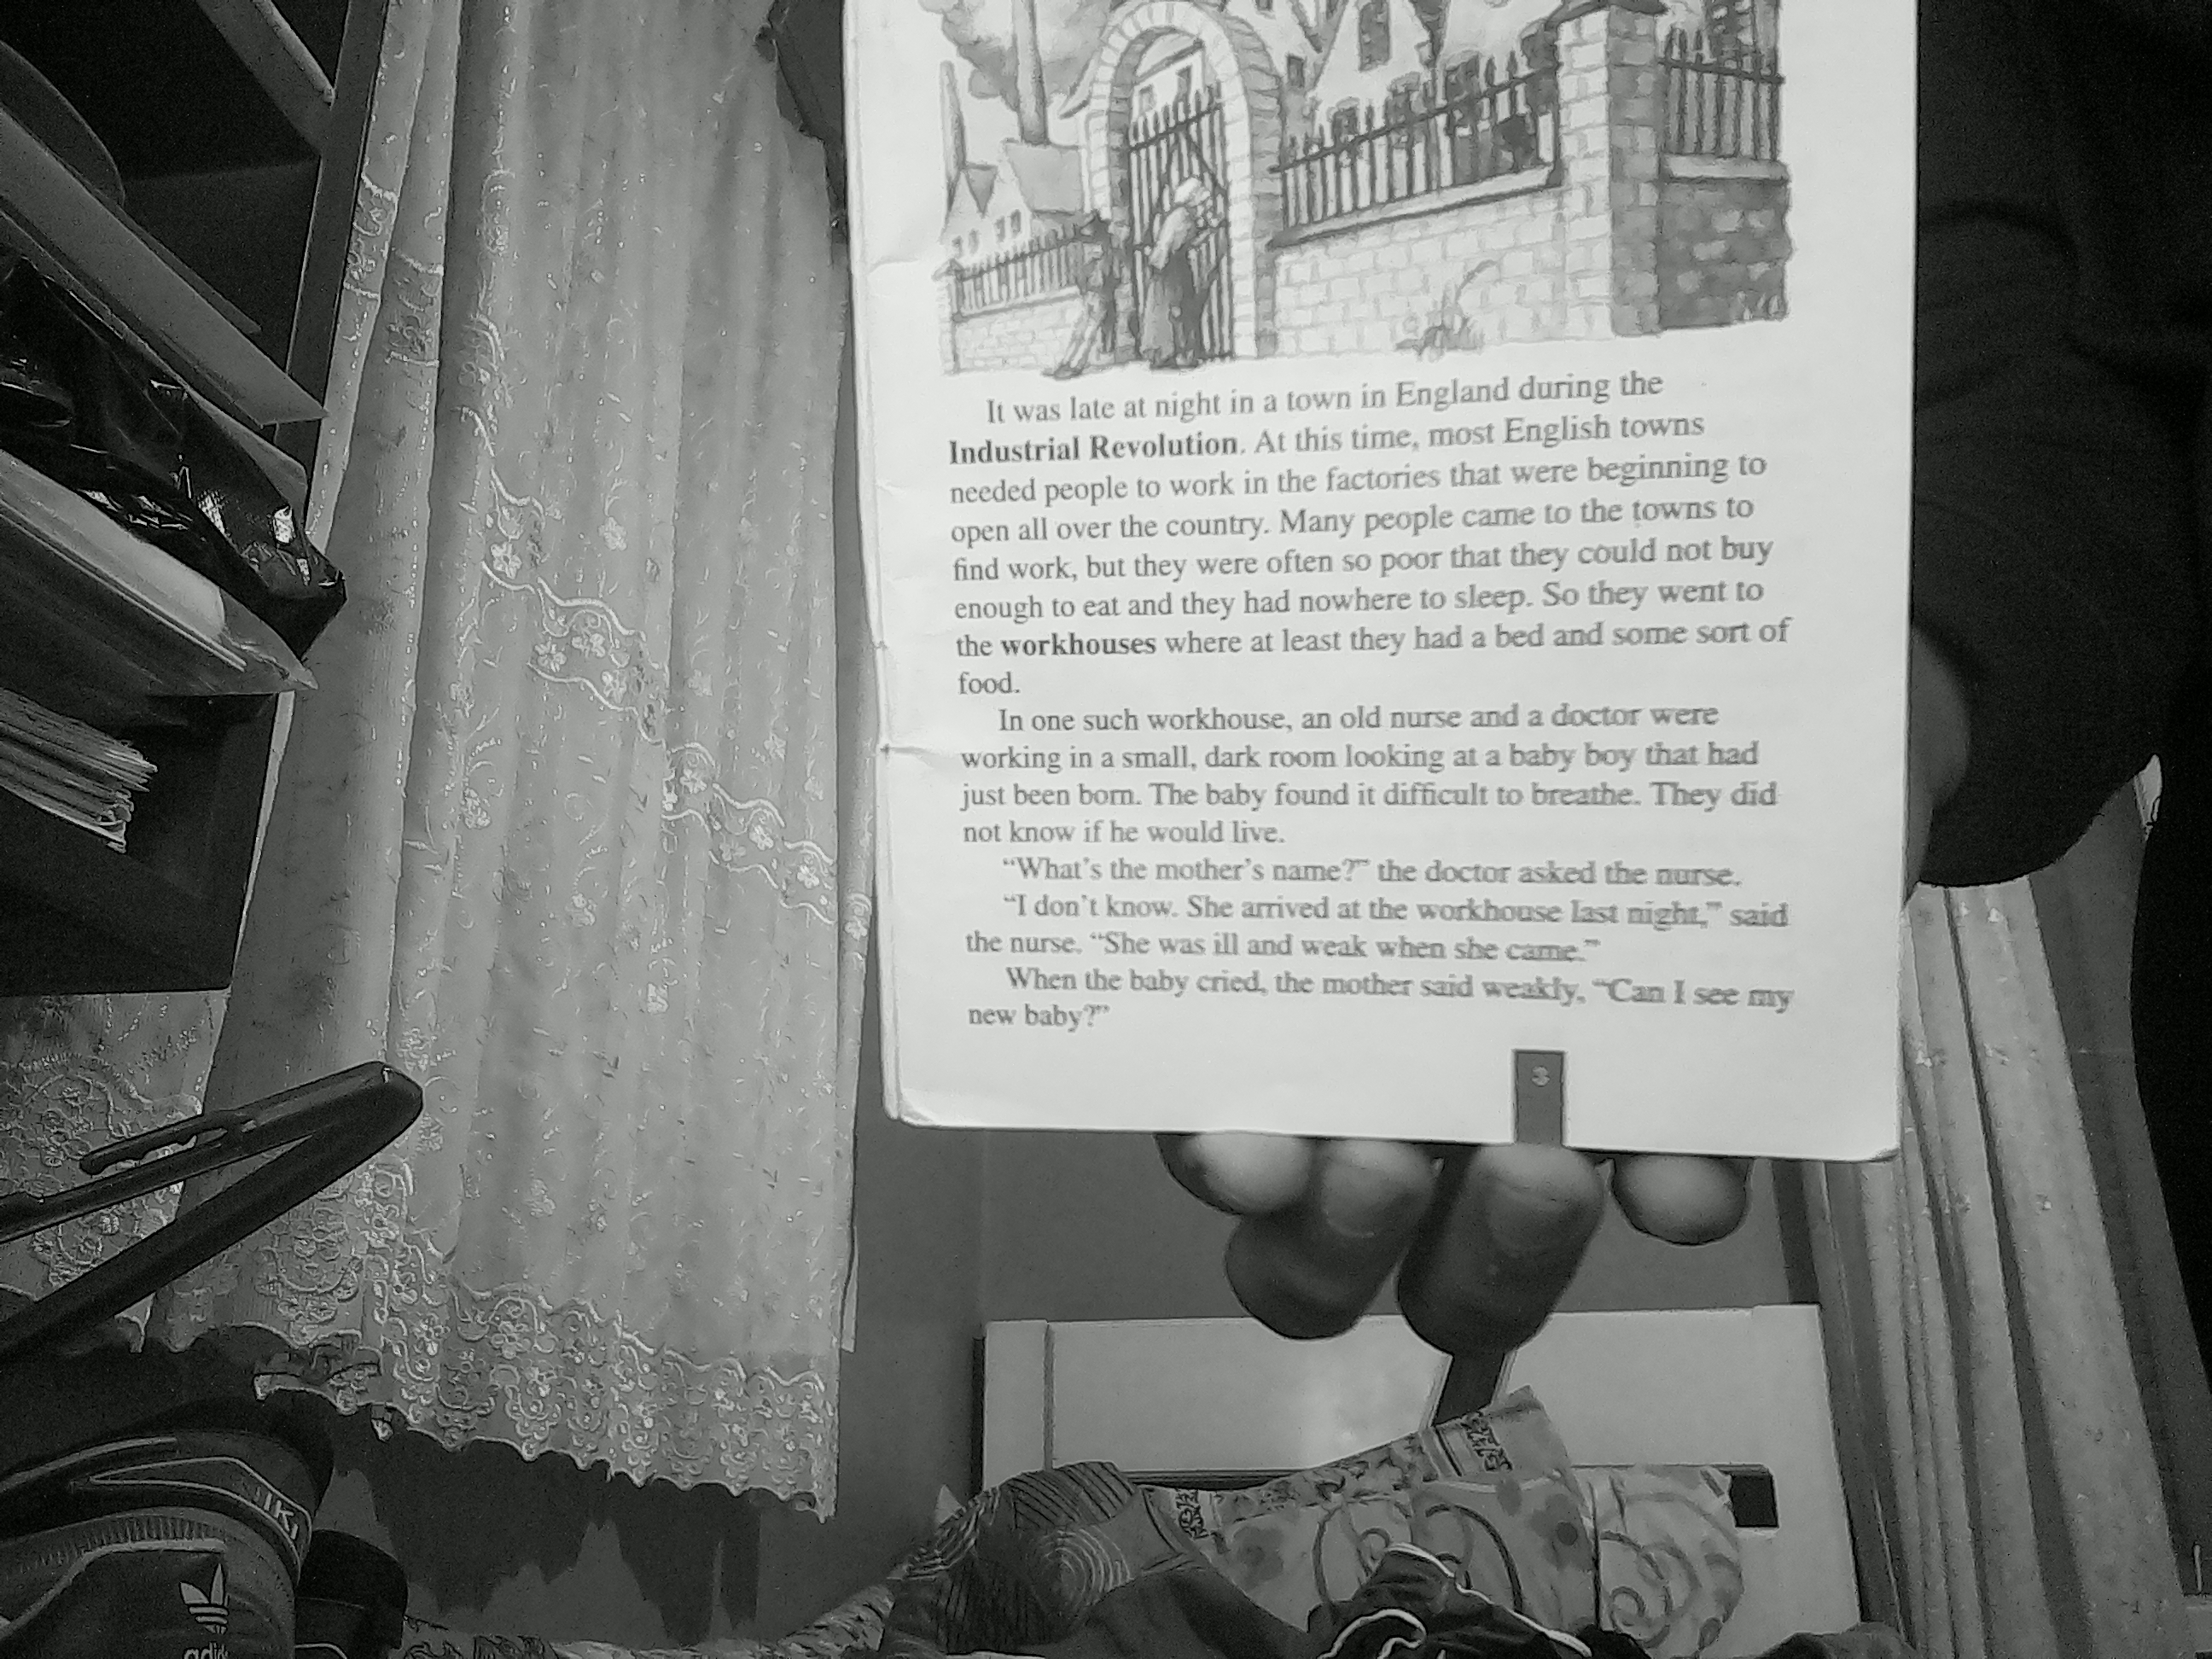 It was late at night in a town in England during the
Industrial Revolution. At this time, most English towns
needed people to work in the factories that were beginning to
open all over the country. Many people came to the towns to
find work, but they were often so poor that they could not buy
enough to eat and they had nowhere to sleep. So they went to
the workhouses where at least they had a bed and some sort of
food.
In one such workhouse, an old nurse and a doctor were
working in a small, dark room looking at a baby boy that had
just been born. The baby found it difficult to breathe. They did
not know if he would live.
“What’s the mother’s name?” the doctor asked the nurse.
“I don’t know. She arrived at the workhouse last night,” said
the nurse. “She was ill and weak when she came.”
When the baby cried, the mother said weakly, “Can I see my
new baby?”
3